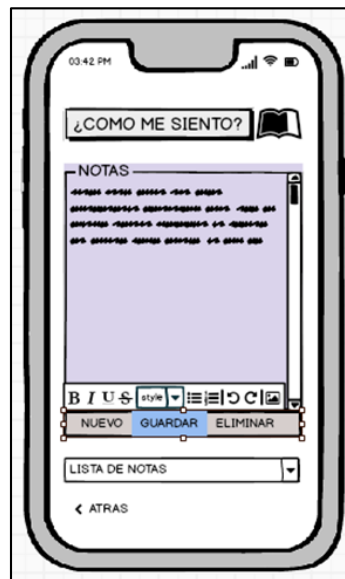 03:42 PM
¿COMO ME SIENTO?
NOTAS
B I U S style
NUEVO GUARDAR ELIMINAR
LISTA DE NOTAS
ATRAS